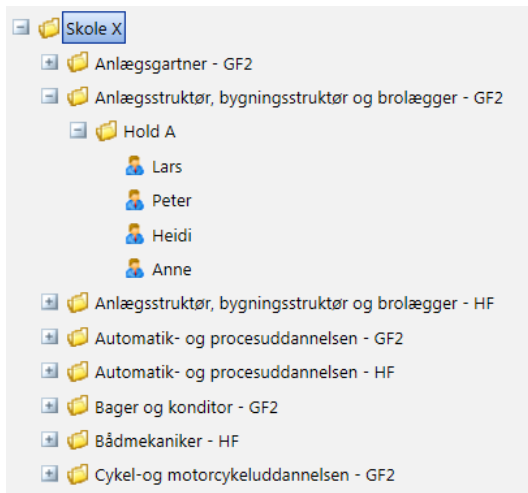 Skole X
Anlægsgartner - GF2
Anlægsstruktør, bygningsstruktør og brolægger - GF2
Hold A
Lars
Peter
Heidi
Anne
Anlægsstruktør, bygningsstruktør og brolægger - HF
Automatik- og procesuddannelsen - GF2
Automatik- og procesuddannelsen - HF
Bager og konditor - GF2
Bådmekaniker - HF
Cykel-og motorcykeluddannelsen - GF2